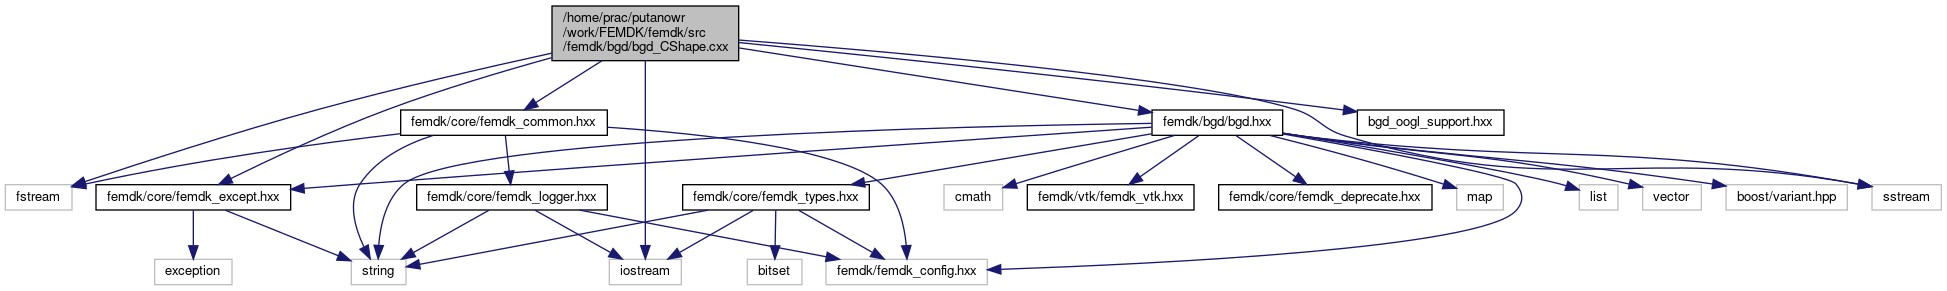 /home/prac/putanowr
/work/FEMDK/femdk/src
/femdk/bgd/bgd_CShape.cxx
femdk/core/femdk_common.hxx
femdk/bgd/bgd.hxx
bgd_oogl_support.hxx
fstream
femdk/core/femdk_except.hxx
femdk/core/femdk_logger.hxx
femdk/core/femdk_types.hxx
cmath
femdk/vtk/femdk_vtk.hxx
femdk/core/femdk_deprecate.hxx
map
list
vector
boost/variant.hpp
sstream
exception
string
iostream
bitset
femdk/femdk_config.hxx